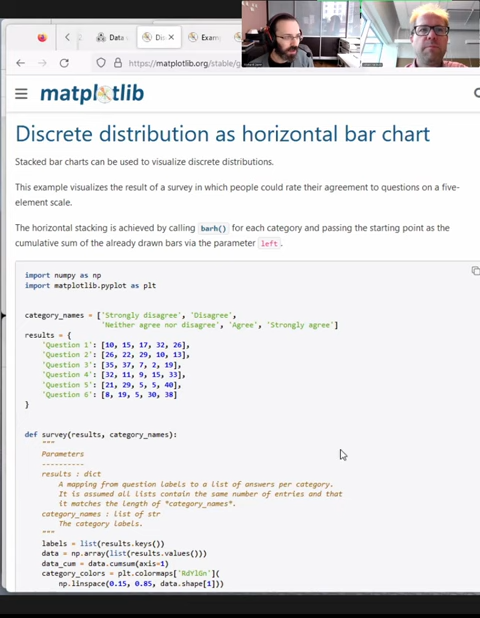 Data
Di
Examp
https://matplotlib.org/stable/g
matplotlib
Discrete distribution as horizontal bar chart
Stacked bar charts can be used to visualize discrete distributions.
This example visualizes the result of a survey in which people could rate their agreement to questions on a five-
element scale.
The horizontal stacking is achieved by calling barh() for each category and passing the starting point as the
cumulative sum of the already drawn bars via the parameter left.
import numpy as np
import matplotlib.pyplot as plt
category_names = ['Strongly disagree', 'Disagree',
'Neither agree nor disagree', 'Agree', 'Strongly agree']
results = {
'Question 1': [10, 15, 17, 32, 26],
'Question 2': [26, 22, 29, 10, 13],
'Question 3': [35, 37, 7, 2, 19],
'Question 4': [32, 11, 9, 15, 33],
'Question 5': [21, 29, 5, 5, 40],
'Question 6': [8, 19, 5, 30, 38]
}
def survey(results, category_names):
"""
Parameters
----------
results : dict
A mapping from question labels to a list of answers per category.
It is assumed all lists contain the same number of entries and that
it matches the length of *category_names*.
category_names : list of str
The category labels.
"""
labels = list(results.keys())
data = np.array(list(results.values()))
data_cum = data.cumsum(axis=1)
category_colors = plt.colormaps['RdYlGn'](
np.linspace(0.15, 0.85, data.shape[1]))